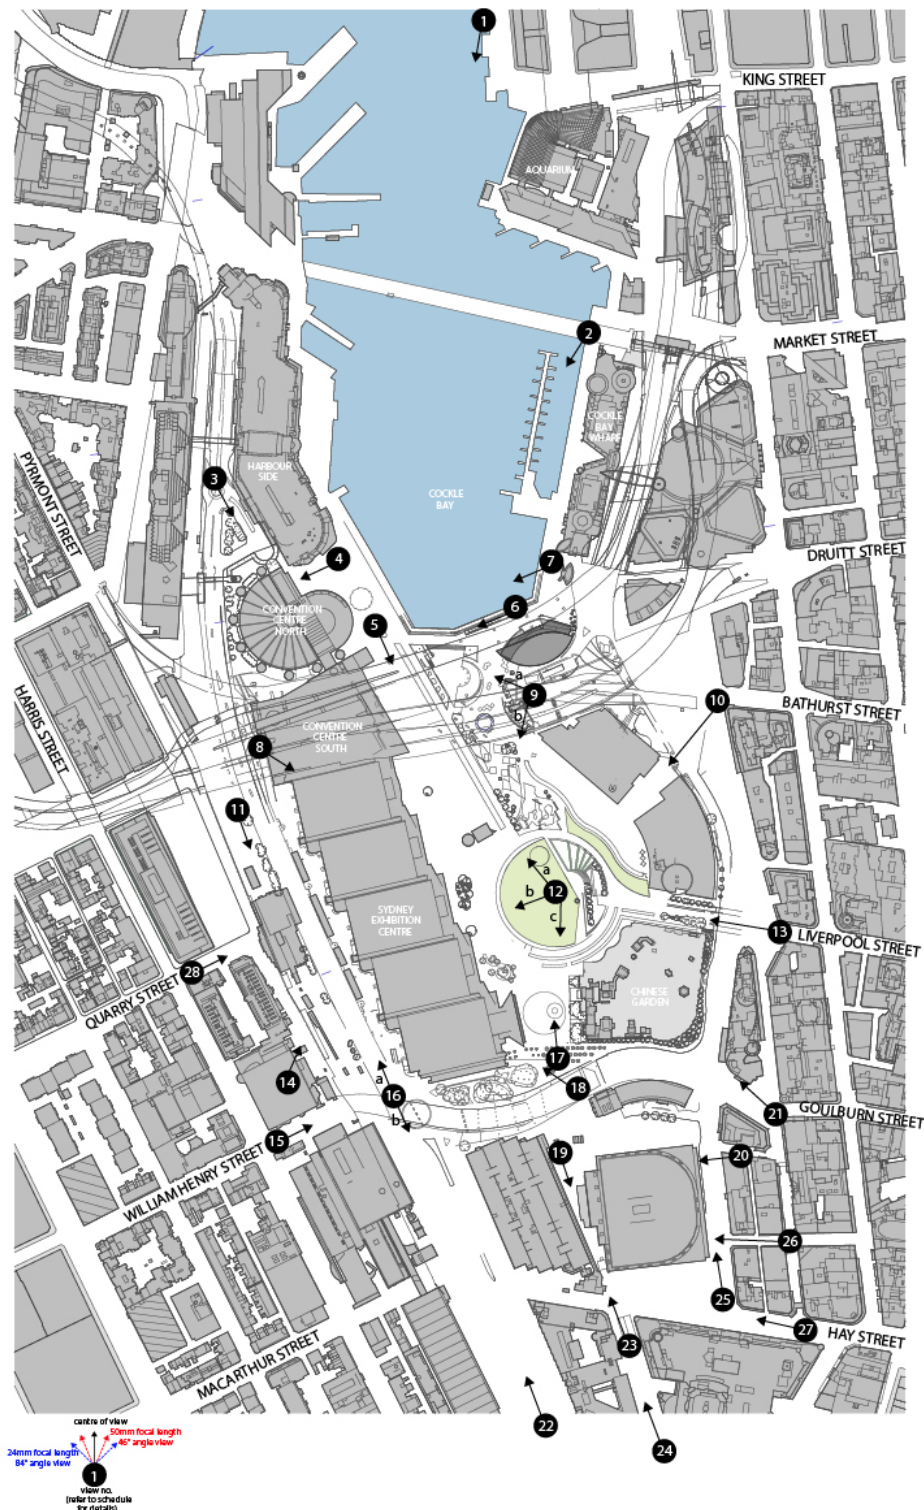 1
KING STREET
AQUARIUM
MARKET STREET
2
COCKLE
BAY
WHARF
PYRMONT STREET
3
HARBOUR
SIDE
COCKLE
BAY
DRUITT STREET
4
7
CONVENTION
CENTRE
NORTH
5
6
HARRIS STREET
a
9
b
10
BATHURST STREET
CONVENTION
CENTRE
SOUTH
8
11
a
b
12
c
SYDNEY
EXHIBITION
CENTRE
13
LIVERPOOL STREET
QUARRY STREET
28
CHINESE
GARDEN
14
17
a
16
b
18
21
GOULBURN STREET
WILLIAM HENRY STREET
15
19
20
26
25
27
HAY STREET
23
MACARTHUR STREET
22
24
centre of view
50mm focal length
46° angle view
24mm focal length
84° angle view
1
view no.
(refer to schedule
for details)